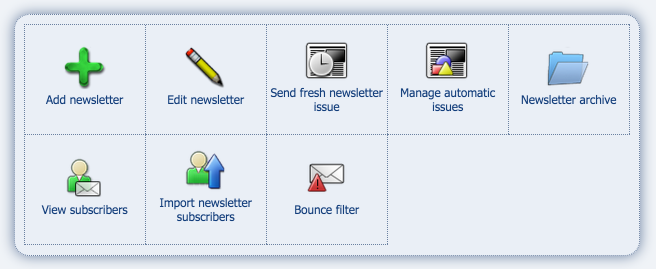 Add newsletter
Edit newsletter
Send fresh newsletter
issue
Manage automatic
issues
Newsletter archive
View subscribers
Import newsletter
subscribers
Bounce filter